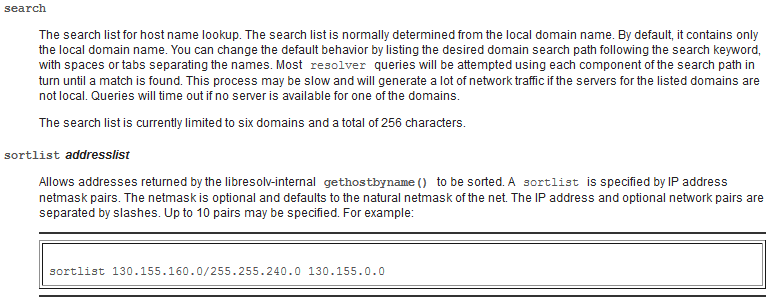 search
The search list for host name lookup. The search list is normally determined from the local domain name. By default, it contains only
the local domain name. You can change the default behavior by listing the desired domain search path following the search keyword,
with spaces or tabs separating the names. Most resolver queries will be attempted using each component of the search path in
turn until a match is found. This process may be slow and will generate a lot of network traffic if the servers for the listed domains are
not local. Queries will time out if no server is available for one of the domains.
The search list is currently limited to six domains and a total of 256 characters.
sortlist addresslist
Allows addresses returned by the libresolv-internal gethostbyname() to be sorted. A sortlist is specified by IP address
netmask pairs. The netmask is optional and defaults to the natural netmask of the net. The IP address and optional network pairs are
separated by slashes. Up to 10 pairs may be specified. For example:
sortlist 130.155.160.0/255.255.240.0 130.155.0.0